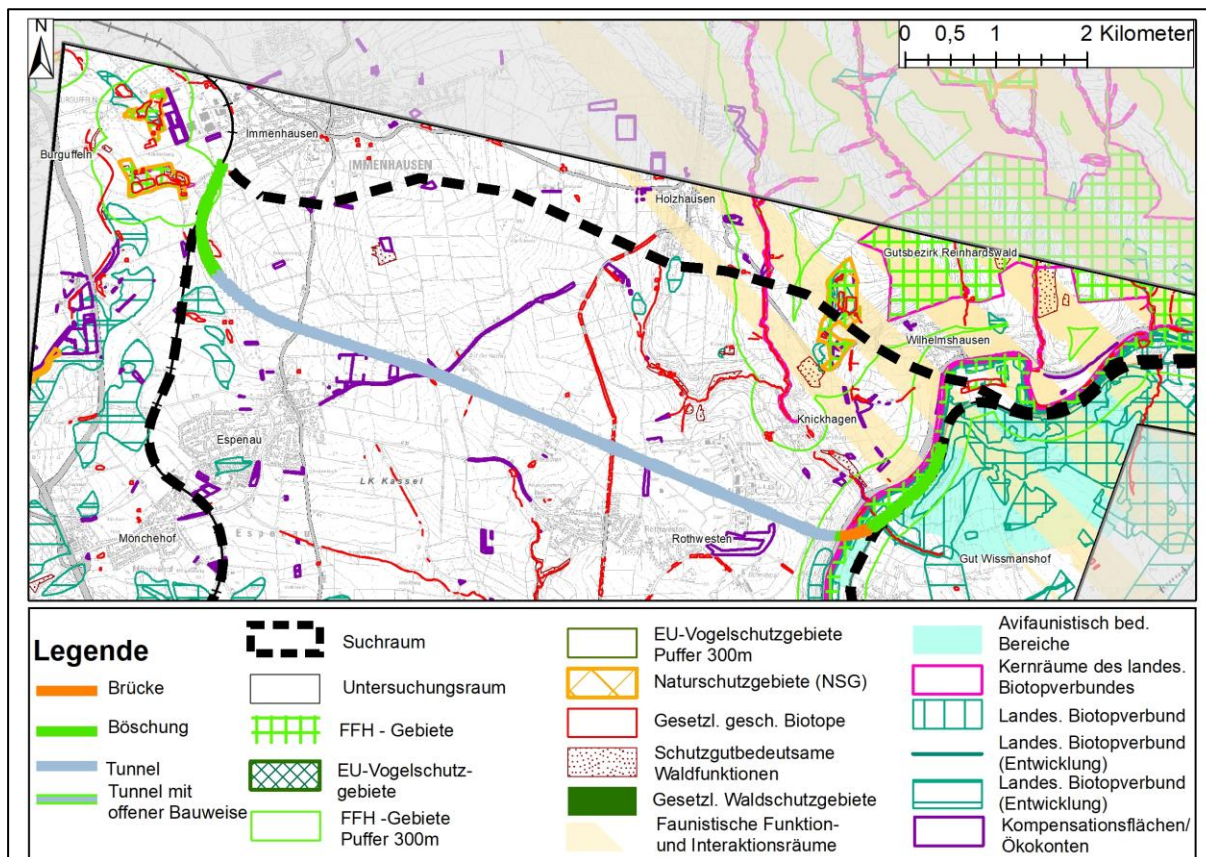 N
0 0,5 1 2 Kilometer
Burguffeln
Immenhausen
IMMENHAUSEN
Holzhausen
Gutsbezirk Reinhardswald
Wilhelmshausen
Knickhagen
Espenau
LK Kassel
Mönchehof
Rothwesten
Gut Wissmanshof
Legende
Brücke
Böschung
Tunnel
Tunnel mit
offener Bauweise
Suchraum
Untersuchungsraum
FFH - Gebiete
EU-Vogelschutz-
gebiete
FFH -Gebiete
Puffer 300m
EU-Vogelschutzgebiete
Puffer 300m
Naturschutzgebiete (NSG)
Gesetzl. gesch. Biotope
Schutzgutbedeutsame
Waldfunktionen
Gesetzl. Waldschutzgebiete
Faunistische Funktion-
und Interaktionsräume
Avifaunistisch bed.
Bereiche
Kernräume des landes.
Biotopverbundes
Landes. Biotopverbund
Landes. Biotopverbund
(Entwicklung)
Landes. Biotopverbund
(Entwicklung)
Kompensationsflächen/
Ökokonten